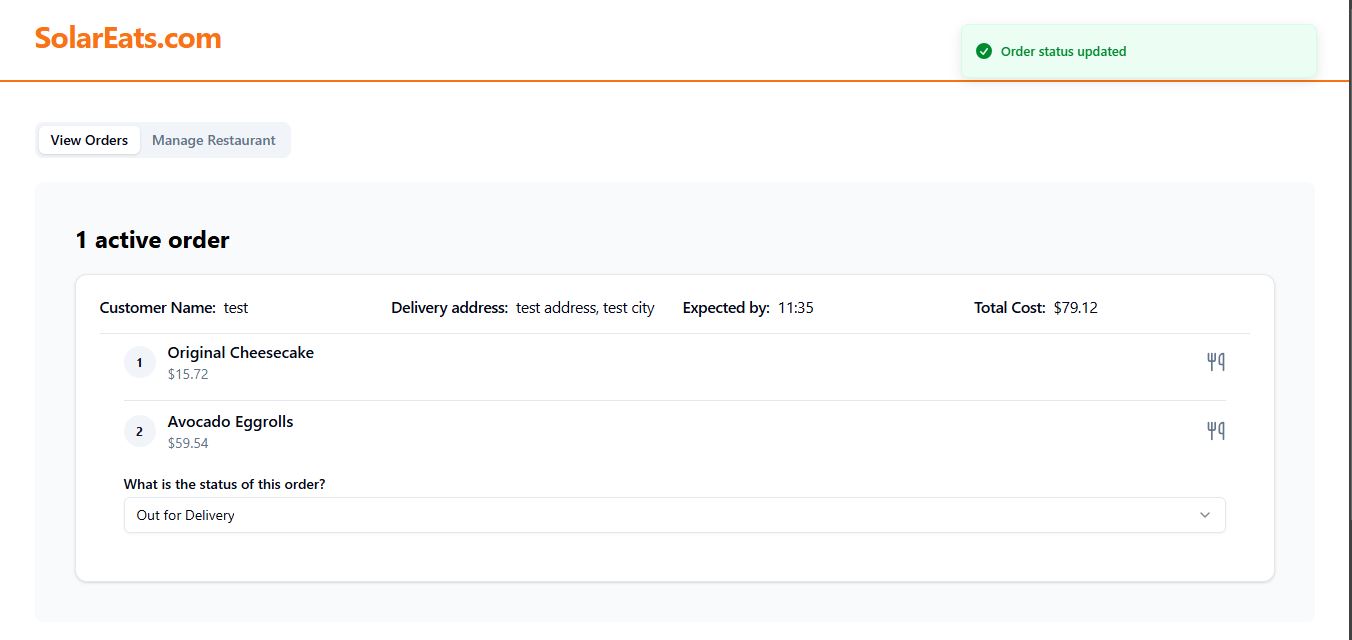 SolarEats.com
Order status updated
View Orders Manage Restaurant
1 active order
Customer Name: test Delivery address: test address, test city Expected by: 11:35 Total Cost: $79.12
1 Original Cheesecake
$15.72
2 Avocado Eggrolls
$59.54
What is the status of this order?
Out for Delivery